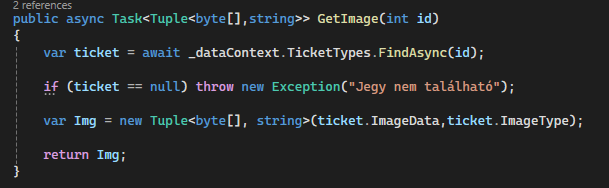 2 references
public async Task<Tuple<byte[],string>> GetImage(int id)
{
var ticket = await _dataContext.TicketTypes.FindAsync(id);
if (ticket == null) throw new Exception("Jegy nem található");
var Img = new Tuple<byte[], string>(ticket.ImageData,ticket.ImageType);
return Img;
}